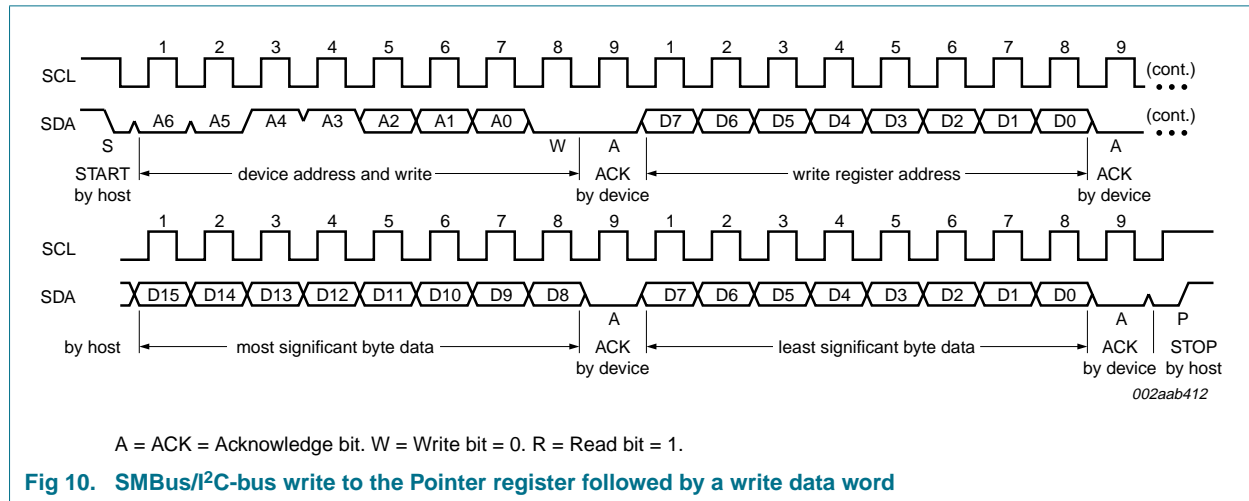 1 2 3 4 5 6 7 8 9 1 2 3 4 5 6 7 8 9
SCL (cont.)
SDA A6 A5 A4 A3 A2 A1 A0 D7 D6 D5 D4 D3 D2 D1 D0 (cont.)
S W A A
START device address and write ACK write register address ACK
by host by device by device
1 2 3 4 5 6 7 8 9 1 2 3 4 5 6 7 8 9
SCL
SDA D15 D14 D13 D12 D11 D10 D9 D8 D7 D6 D5 D4 D3 D2 D1 D0
A A P
by host most significant byte data ACK least significant byte data ACK STOP
by device by device by host
002aab412
A = ACK = Acknowledge bit. W = Write bit = 0. R = Read bit = 1.
Fig 10. SMBus/I²C-bus write to the Pointer register followed by a write data word